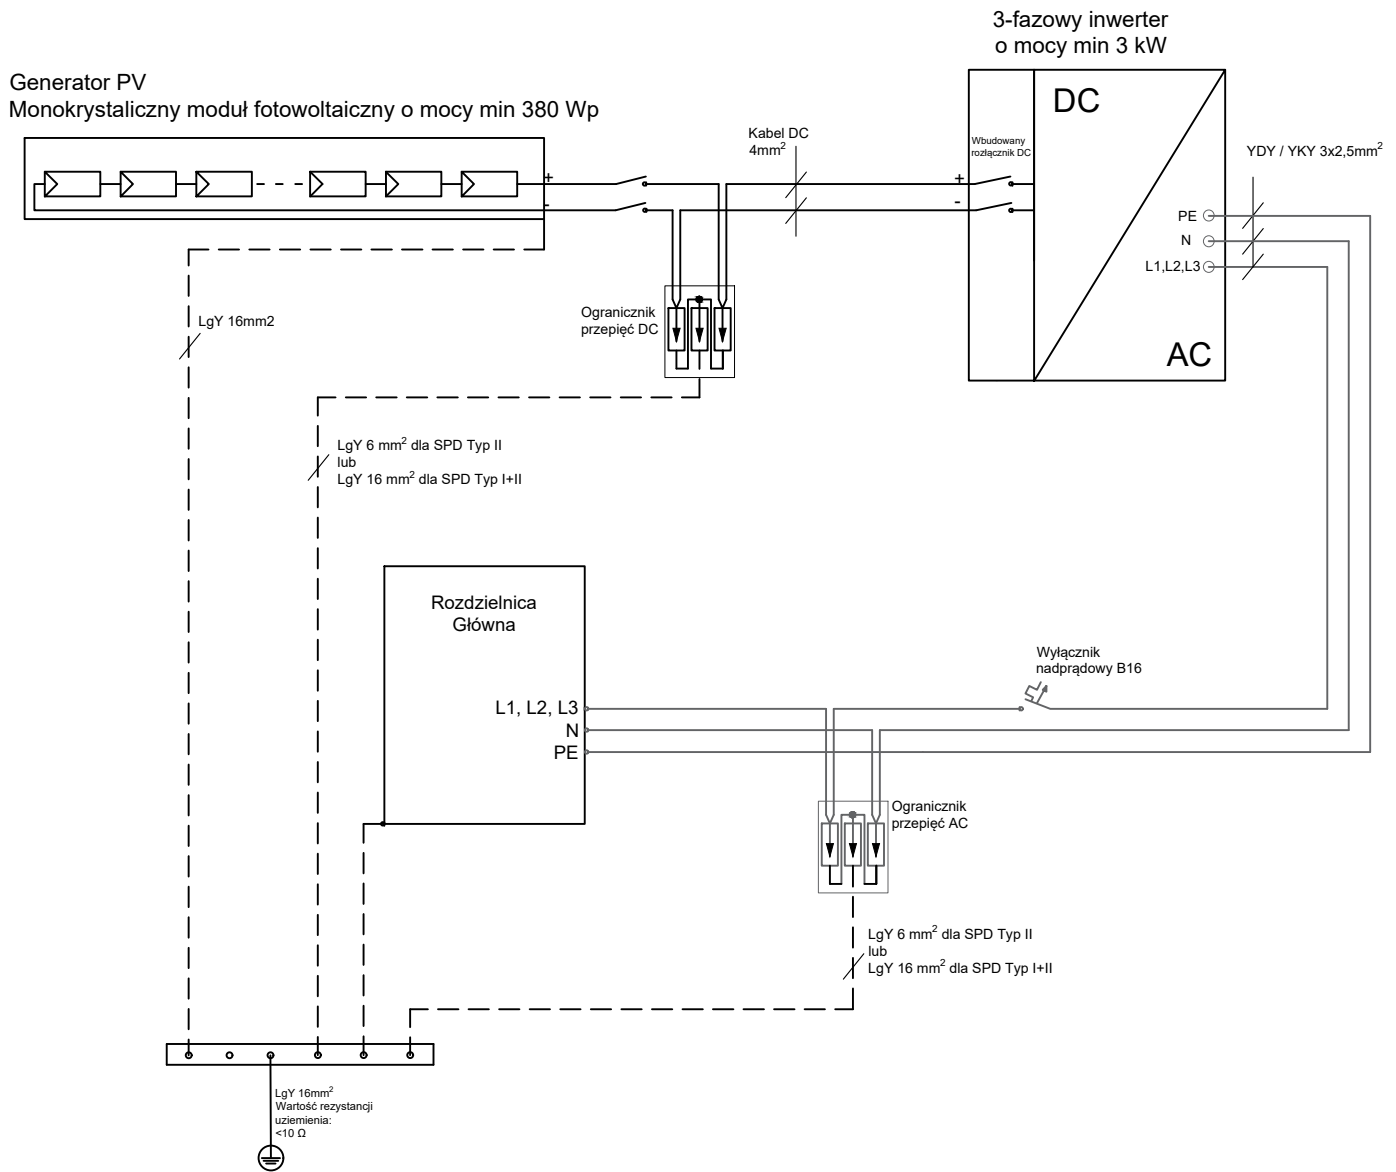 3-fazowy inwerter
o mocy min 3 kW
Generator PV
Monokrystaliczny moduł fotowoltaiczny o mocy min 380 Wp
Kabel DC
4mm²
Wbudowany
rozłącznik DC
DC
YDY / YKY 3x2,5mm²
+
-
+
-
PE
N
L1,L2,L3
AC
LgY 16mm2
Ogranicznik
przepięć DC
LgY 6 mm² dla SPD Typ II
lub
LgY 16 mm² dla SPD Typ I+II
Rozdzielnica
Główna
L1, L2, L3
N
PE
Wyłącznik
nadprądowy B16
Ogranicznik
przepięć AC
LgY 6 mm² dla SPD Typ II
lub
LgY 16 mm² dla SPD Typ I+II
LgY 16mm²
Wartość rezystancji
uziemienia:
<10 Ω